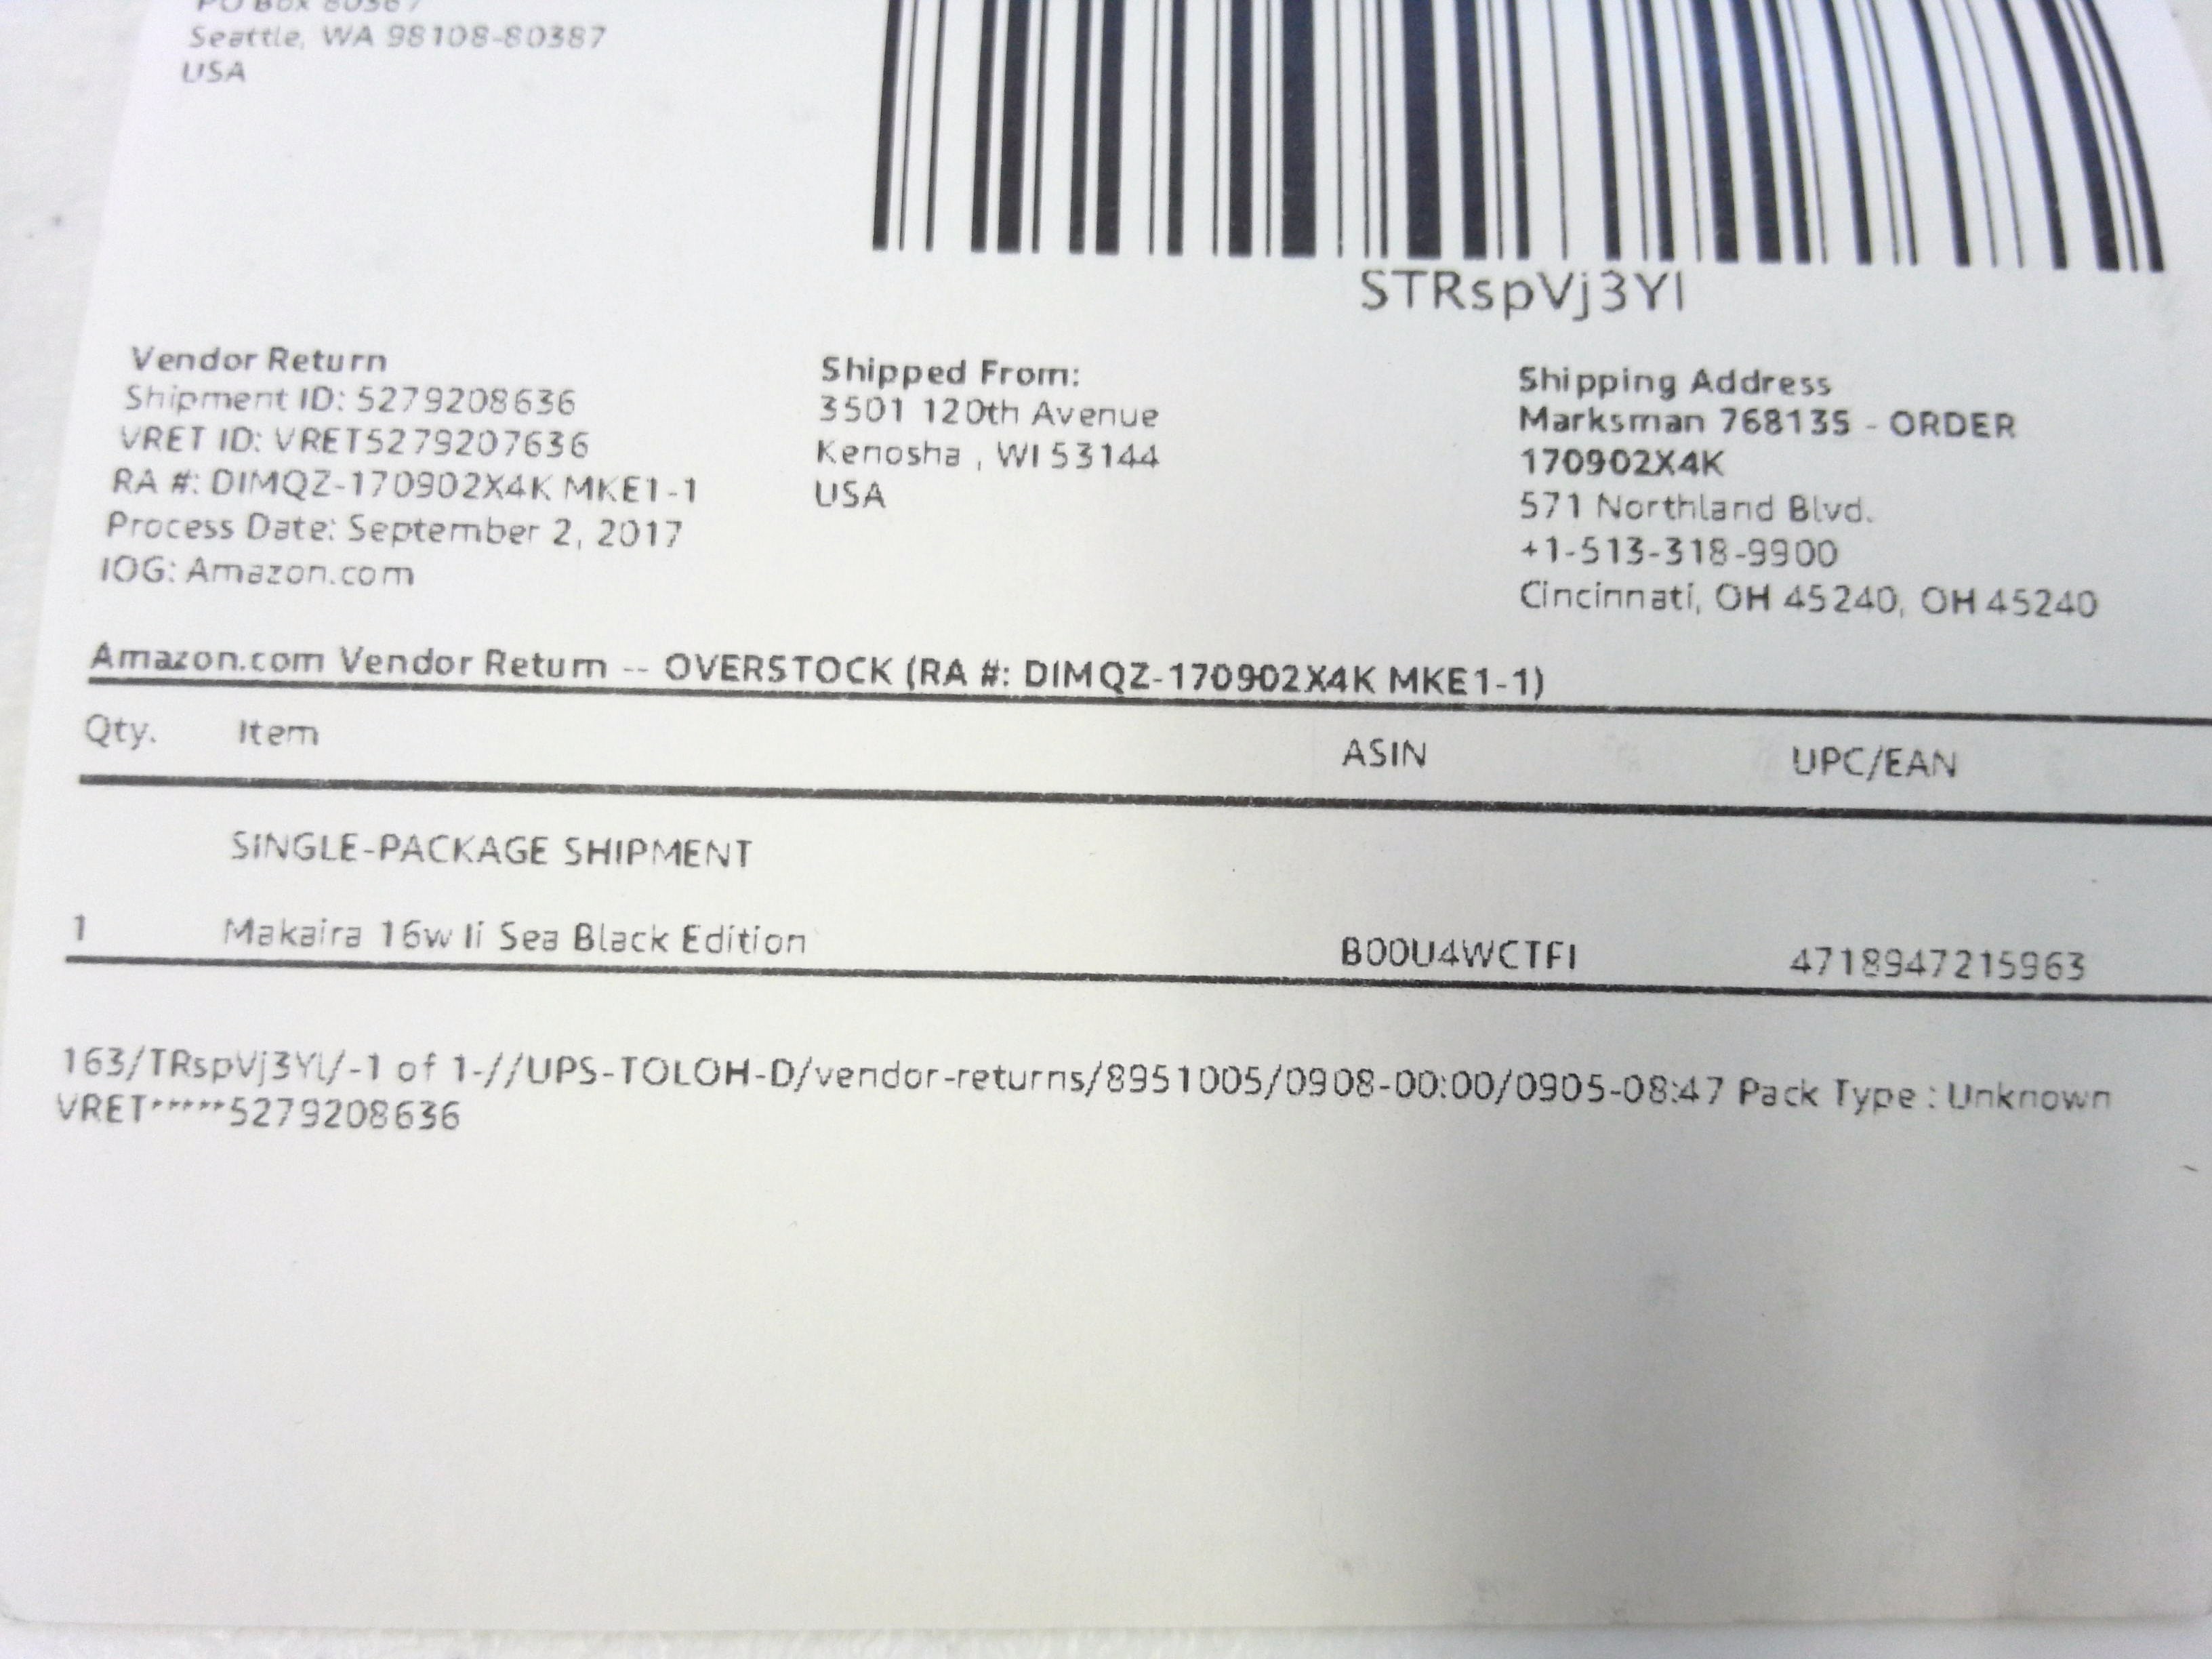 PO Box 80387
Seattle, WA 98108-80387
USA
STRspVj3Yl
Vendor Return
Shipment ID: 5279208636
VRET ID: VRET5279207636
RA #: DIMQZ-170902X4K MKE1-1
Process Date: September 2, 2017
IOG: Amazon.com
Shipped From:
3501 120th Avenue
Kenosha , WI 53144
USA
Shipping Address
Marksman 768135 - ORDER
170902X4K
571 Northland Blvd.
+1-513-318-9900
Cincinnati, OH 45240, OH 45240
Amazon.com Vendor Return -- OVERSTOCK (RA #: DIMQZ-170902X4K MKE1-1)
Qty. Item ASIN UPC/EAN
SINGLE-PACKAGE SHIPMENT
1 Makaira 16w Ii Sea Black Edition B00U4WCTFI 4718947215963
163/TRspVj3Yl/-1 of 1-//UPS-TOLOH-D/vendor-returns/8951005/0908-00:00/0905-08:47 Pack Type : Unknown
VRET*****5279208636